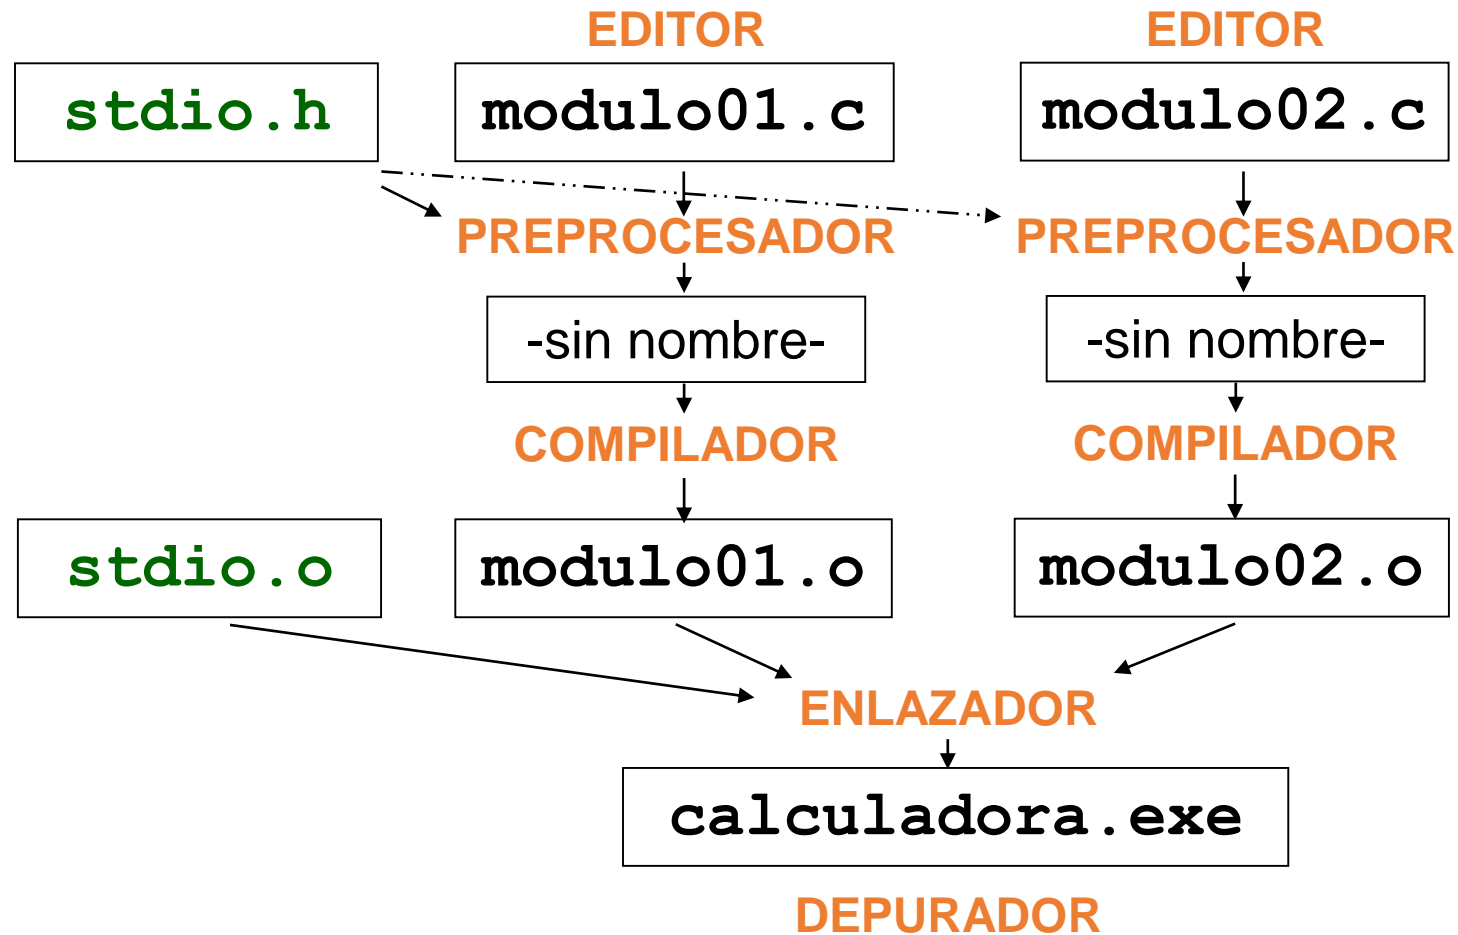 EDITOR EDITOR
stdio.h modulo01.c modulo02.c
PREPROCESADOR PREPROCESADOR
-sin nombre- -sin nombre-
COMPILADOR COMPILADOR
stdio.o modulo01.o modulo02.o
ENLAZADOR
calculadora.exe
DEPURADOR